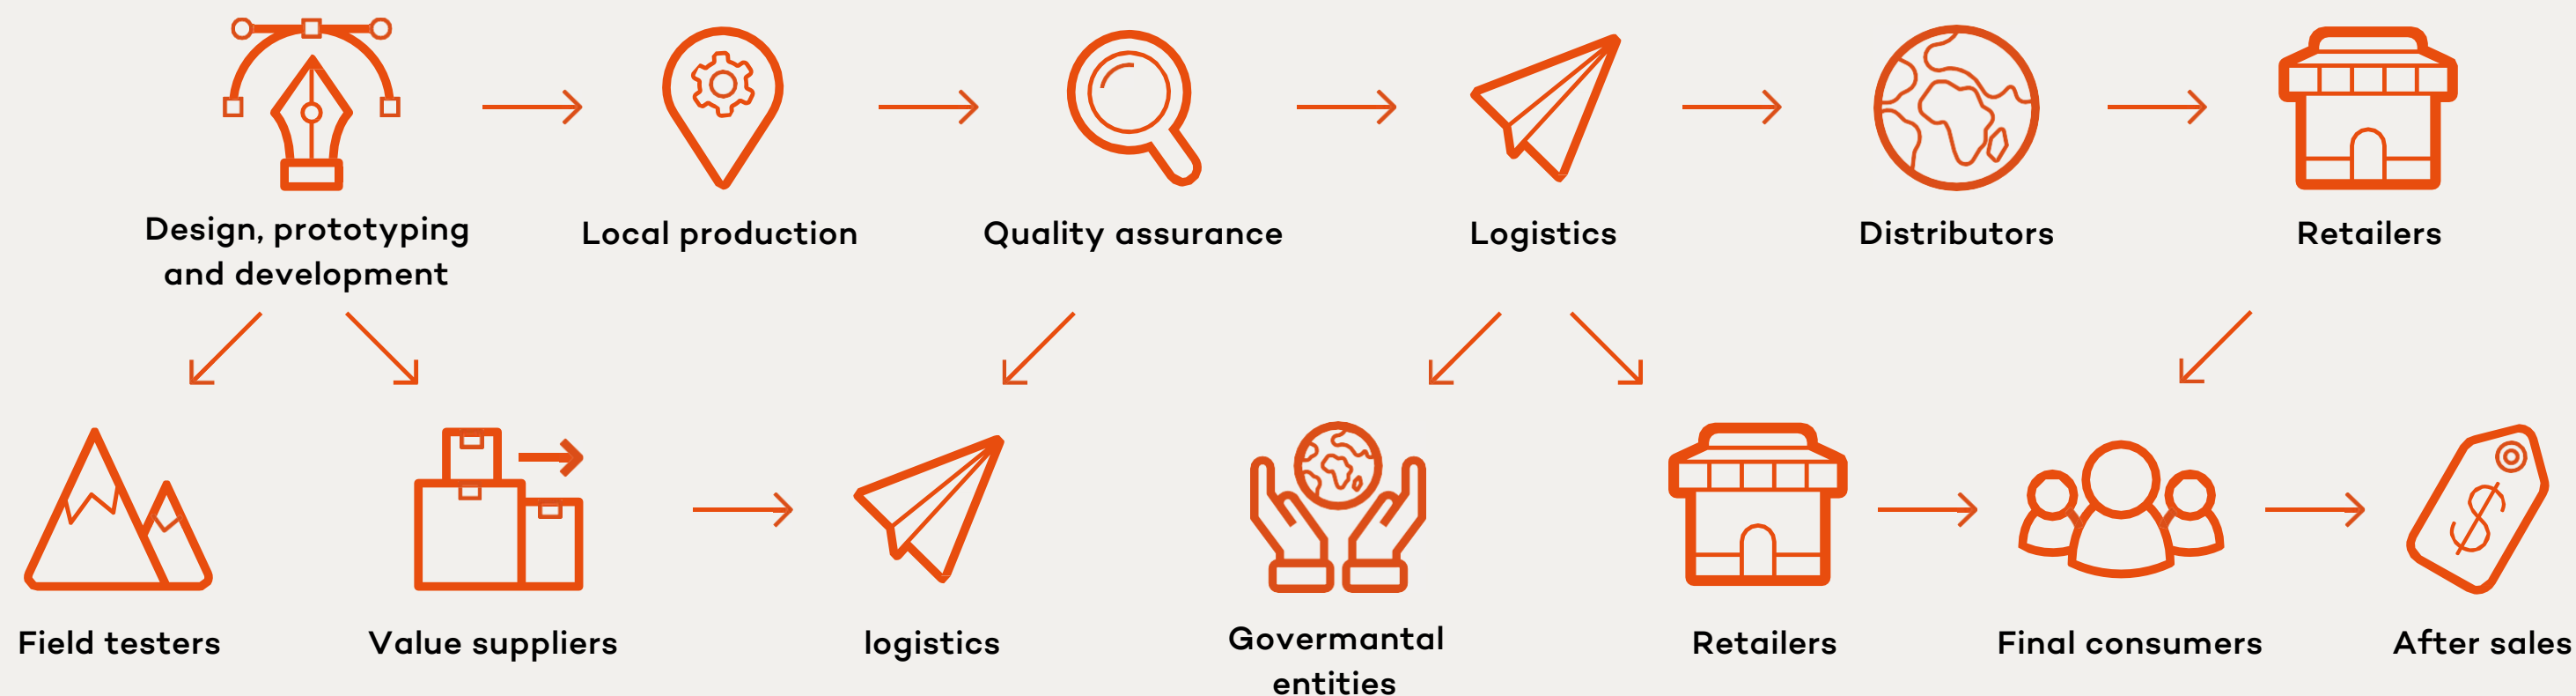 Design, prototyping
and development
Local production
Quality assurance
Logistics
Distributors
Retailers
Field testers
Value suppliers
logistics
Govermantal
entities
Retailers
Final consumers
After sales